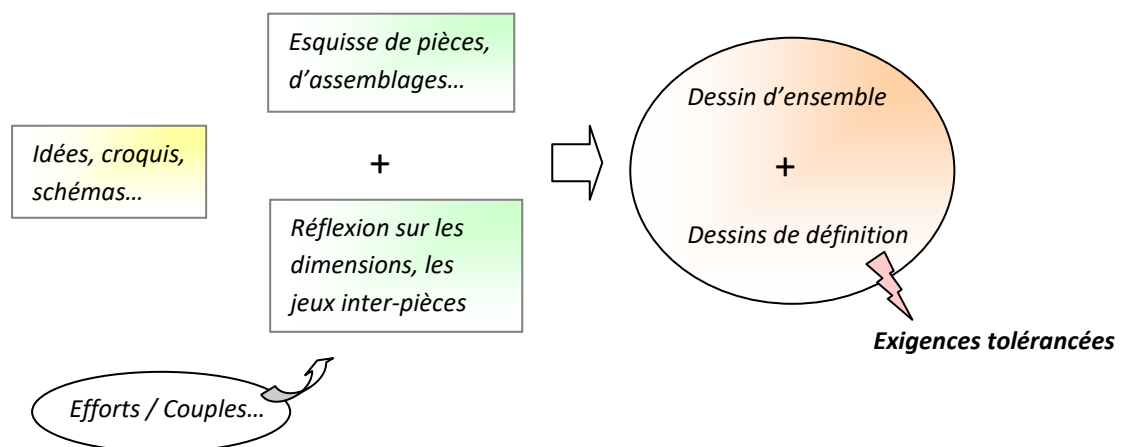 Idées, croquis,
schémas…
Esquisse de pièces,
d’assemblages…
+
Réflexion sur les
dimensions, les
jeux inter-pièces
Efforts / Couples…
Dessin d’ensemble
+
Dessins de définition
Exigences tolérancées